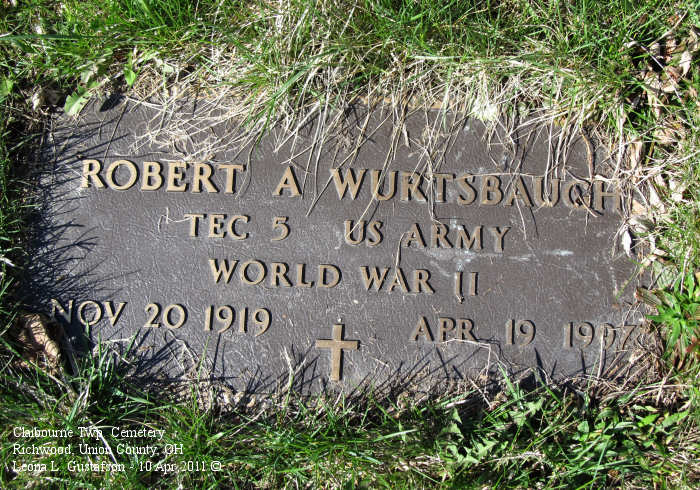 ROBERT A WURTSBAUGH
TEC 5 US ARMY
WORLD WAR II
NOV 20 1919 APR 19 1997
Claibourne Twp. Cemetery
Richwood, Union County, OH
Leona L. Gustafson - 10 Apr 2011 ©